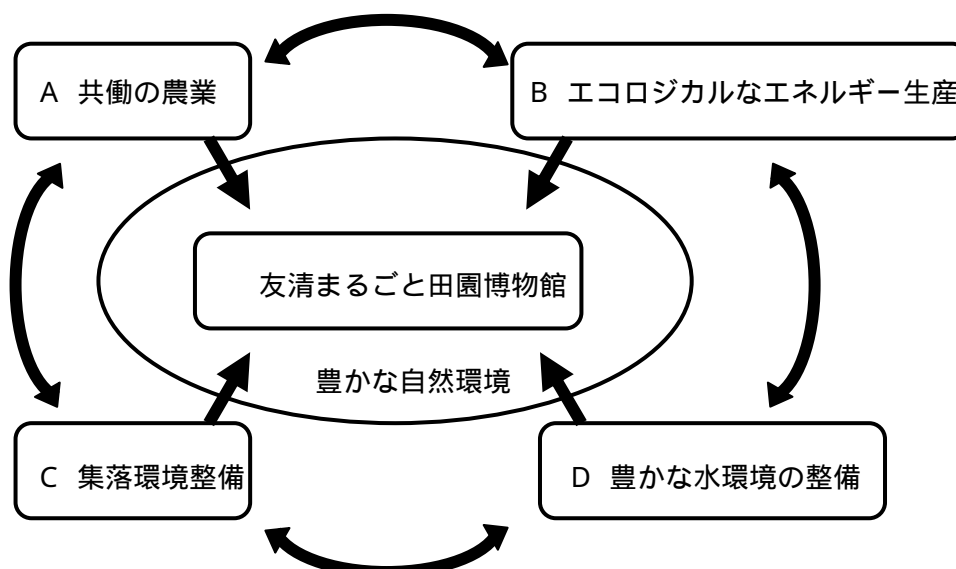 A 共働の農業
B エコロジカルなエネルギー生産
友清まるごと田園博物館
豊かな自然環境
C 集落環境整備
D 豊かな水環境の整備